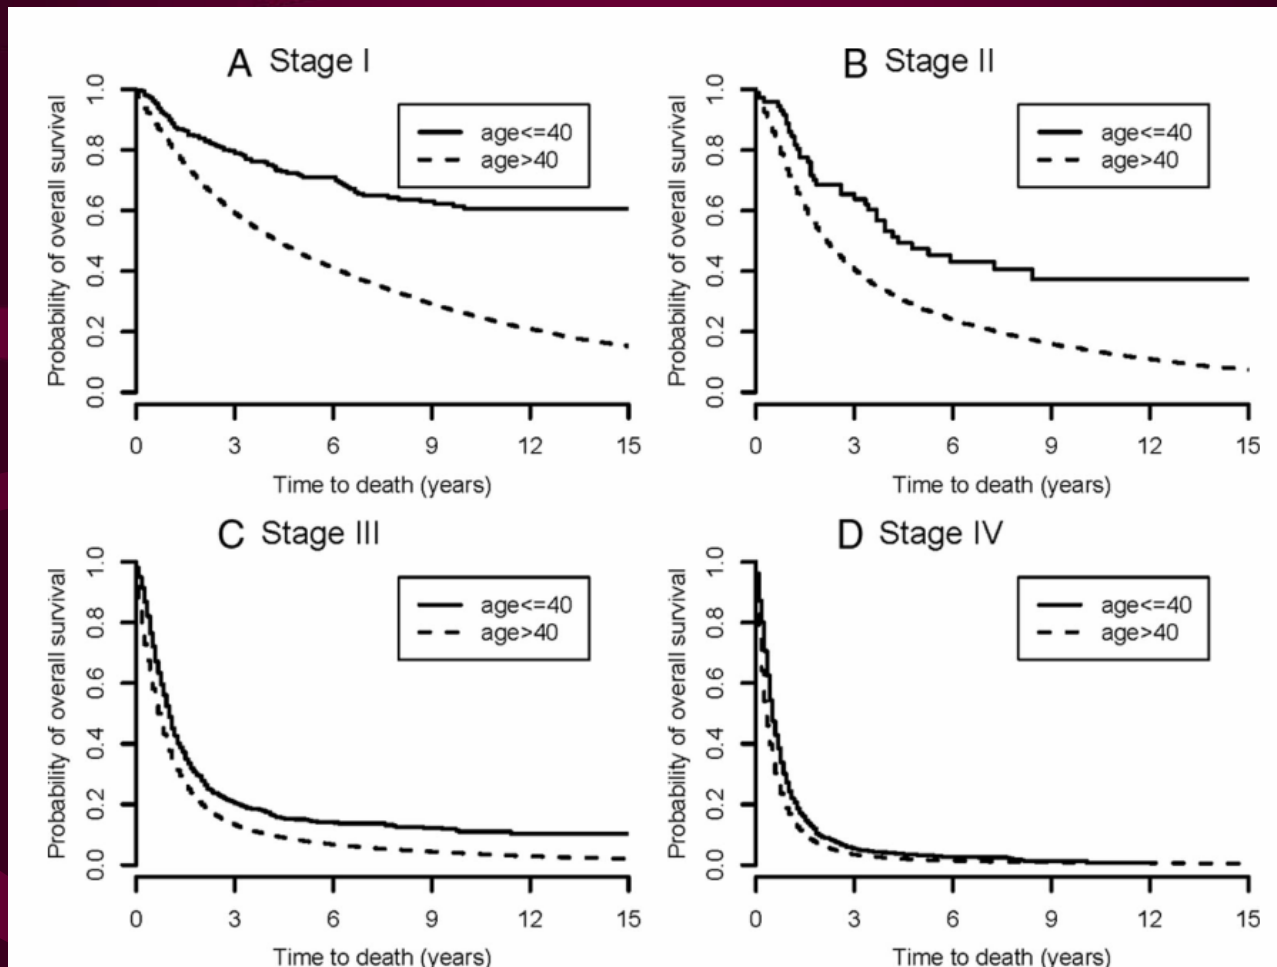 A Stage I
Probability of overall survival
1.0
0.8
0.6
0.4
0.2
0.0
age<=40
age>40
0 3 6 9 12 15
Time to death (years)
B Stage II
Probability of overall survival
1.0
0.8
0.6
0.4
0.2
0.0
age<=40
age>40
0 3 6 9 12 15
Time to death (years)
C Stage III
Probability of overall survival
1.0
0.8
0.6
0.4
0.2
0.0
age<=40
age>40
0 3 6 9 12 15
Time to death (years)
D Stage IV
Probability of overall survival
1.0
0.8
0.6
0.4
0.2
0.0
age<=40
age>40
0 3 6 9 12 15
Time to death (years)